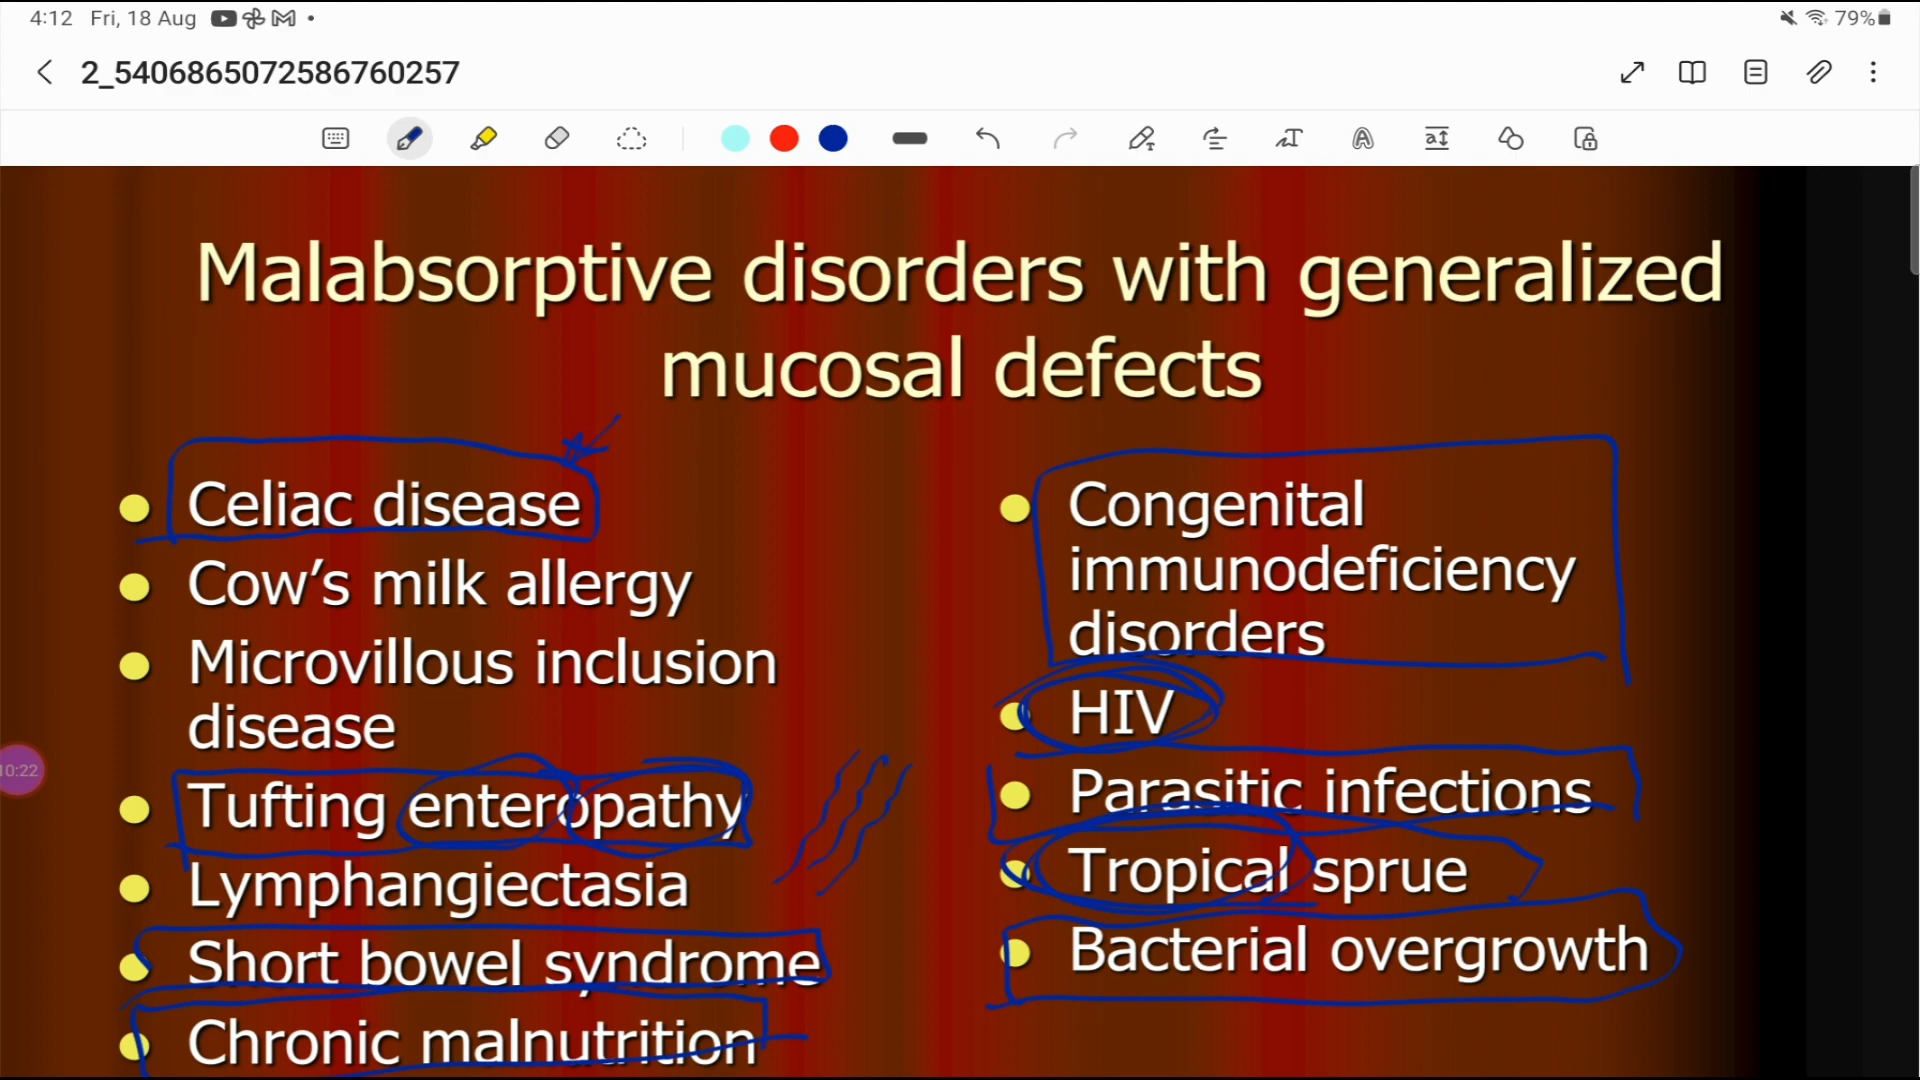 4:12 Fri, 18 Aug
79%
2_5406865072586760257
Malabsorptive disorders with generalized
mucosal defects
Celiac disease
Cow’s milk allergy
Microvillous inclusion
disease
Tufting enteropathy
Lymphangiectasia
Short bowel syndrome
Chronic malnutrition
Congenital
immunodeficiency
disorders
HIV
Parasitic infections
Tropical sprue
Bacterial overgrowth
10:22